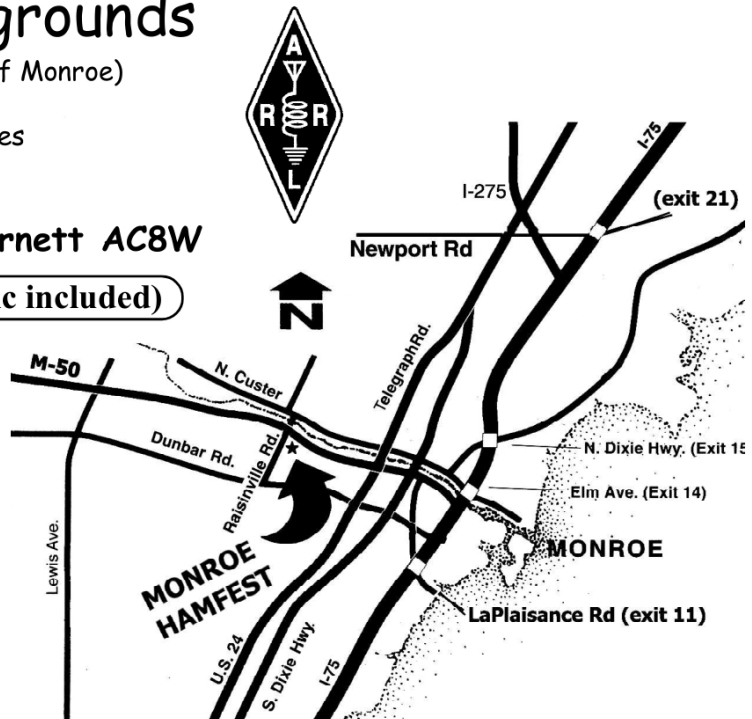 grounds
f Monroe)
es
rnett AC8W
c included)
A
R R
L
N
I-75
I-275
(exit 21)
Newport Rd
M-50
N. Custer
Telegraph Rd.
Dunbar Rd.
Raisinville Rd.
N. Dixie Hwy. (Exit 15
Elm Ave. (Exit 14)
Lewis Ave.
MONROE
HAMFEST
MONROE
LaPlaisance Rd (exit 11)
U.S. 24
S. Dixie Hwy.
I-75